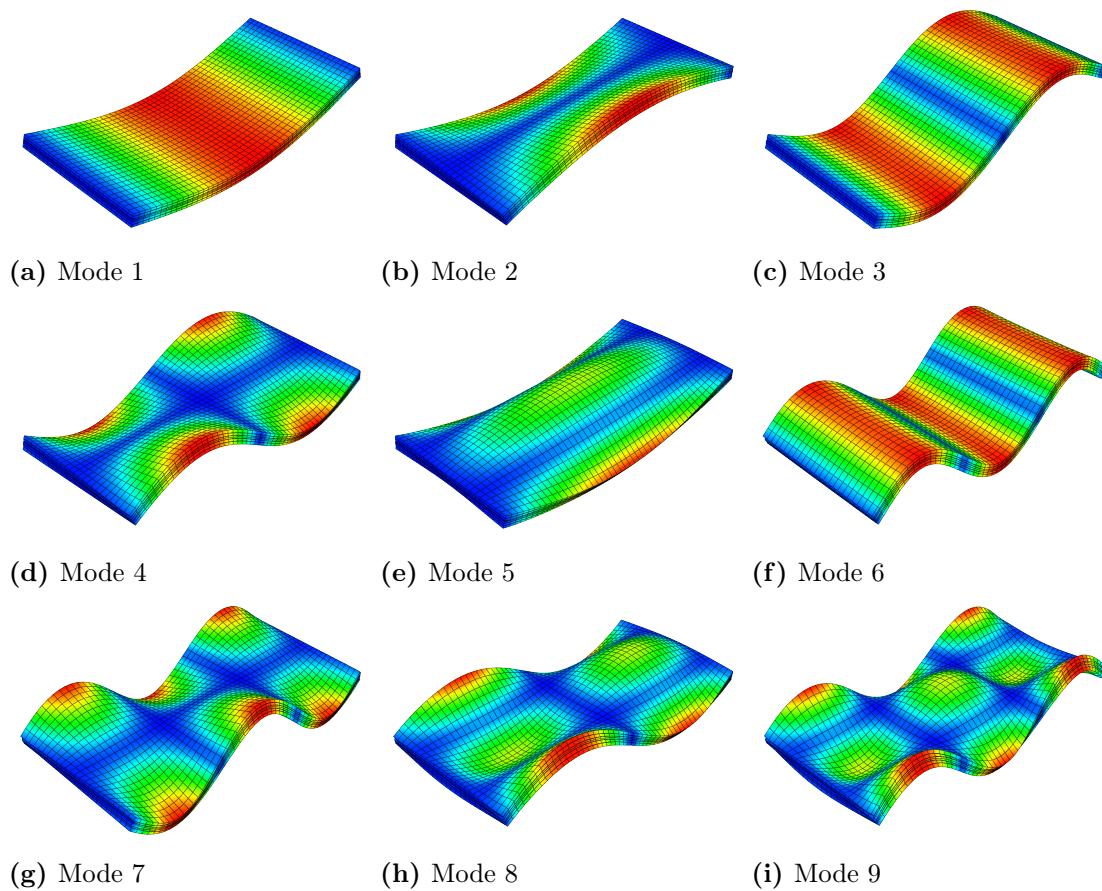 (a) Mode 1
(b) Mode 2
(c) Mode 3
(d) Mode 4
(e) Mode 5
(f) Mode 6
(g) Mode 7
(h) Mode 8
(i) Mode 9